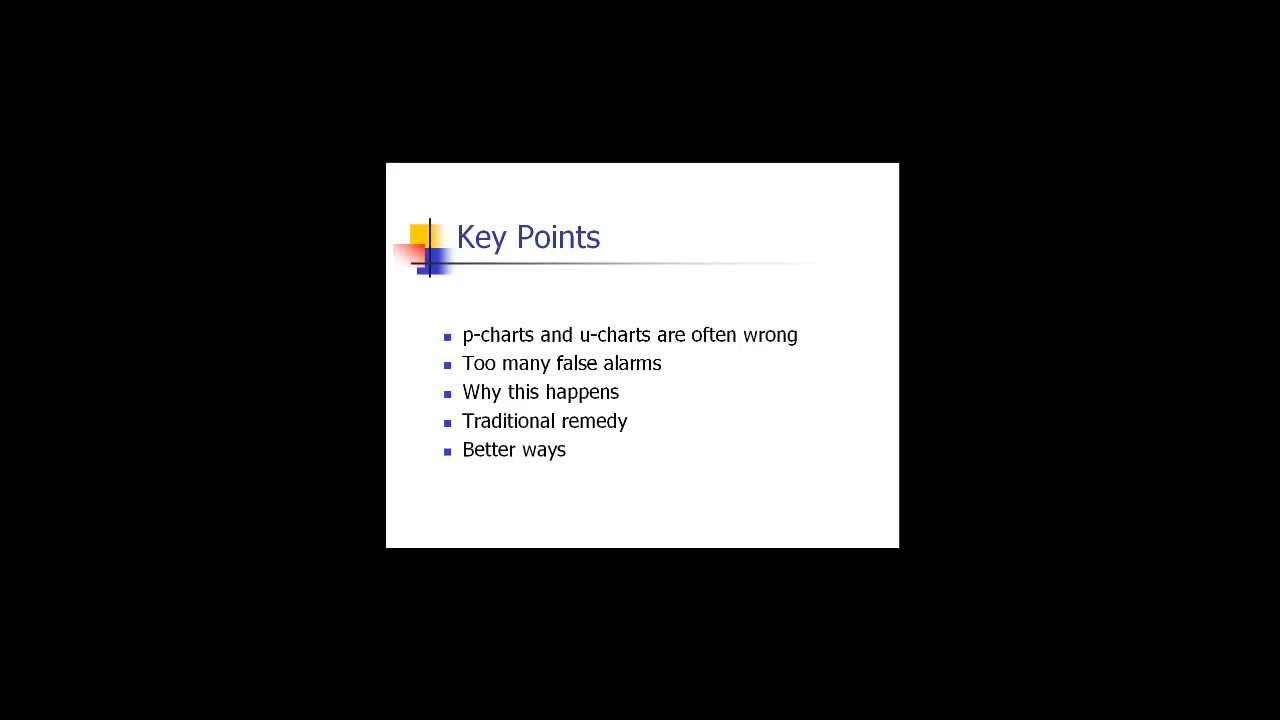 Key Points
p-charts and u-charts are often wrong
Too many false alarms
Why this happens
Traditional remedy
Better ways